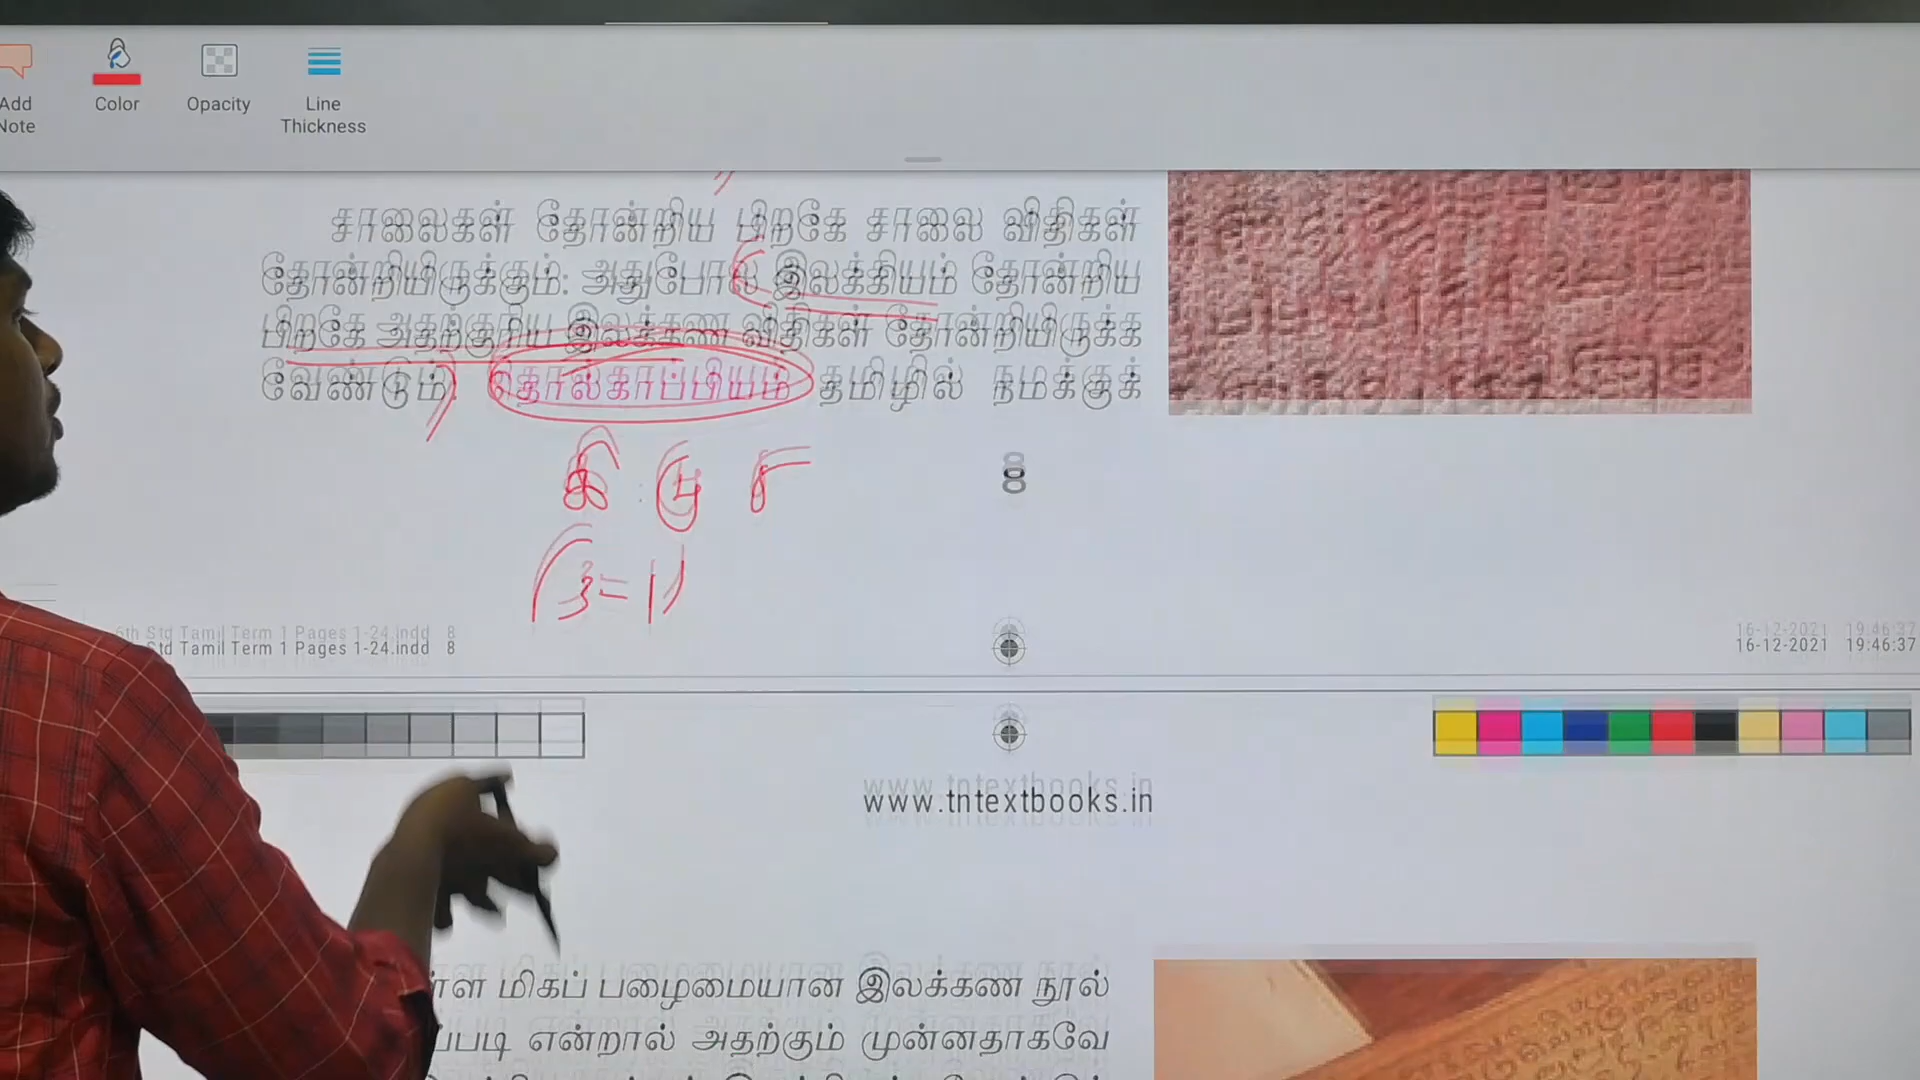 Add Note
Color
Opacity
Line Thickness
சாலைகள் தோன்றிய பிறகே சாலை விதிகள்
தோன்றியிருக்கும்; அதுபோல இலக்கியம் தோன்றிய
பிறகே அதற்குரிய இலக்கண விதிகள் தோன்றியிருக்க
வேண்டும். தொல்காப்பியம் தமிழில் நமக்குக்
கி . மு
(3=1)
8
6th Std Tamil Term 1 Pages 1-24.indd 8
16-12-2021 19:46:37
www.tntextbooks.in
மிகப் பழைமையான இலக்கண நூல்
என்றால் அதற்கும் முன்னதாகவே